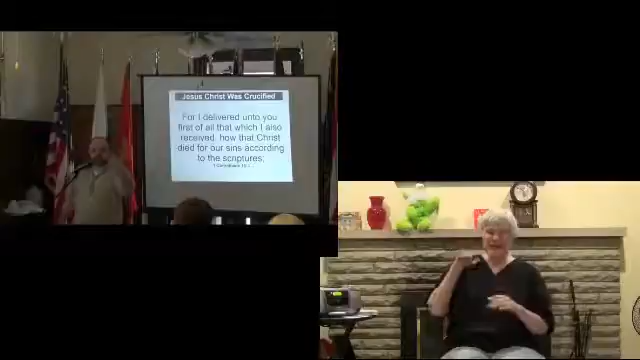 Jesus Christ Was Crucified
For I delivered unto you
first of all that which I also
received, how that Christ
died for our sins according
to the scriptures;